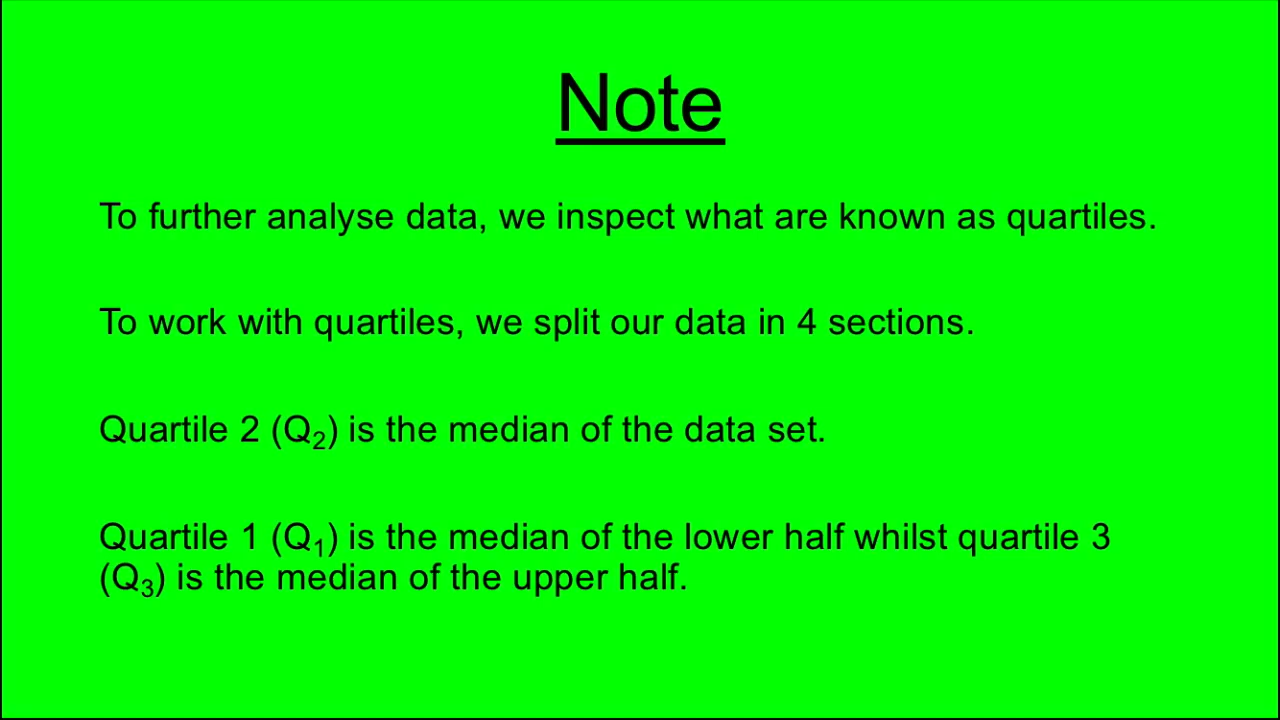 Note
To further analyse data, we inspect what are known as quartiles.
To work with quartiles, we split our data in 4 sections.
Quartile 2 (Q₂) is the median of the data set.
Quartile 1 (Q₁) is the median of the lower half whilst quartile 3
(Q₃) is the median of the upper half.